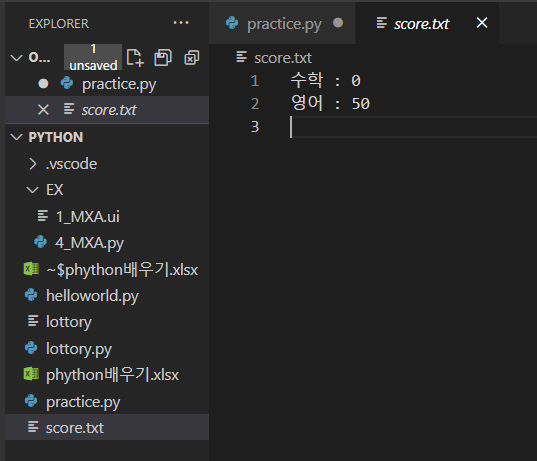 EXPLORER
practice.py
score.txt
O...
1 unsaved
practice.py
score.txt
PYTHON
.vscode
EX
1_MXA.ui
4_MXA.py
~$phython배우기.xlsx
helloworld.py
lottory
lottory.py
phython배우기.xlsx
practice.py
score.txt
score.txt
1 수학 : 0
2 영어 : 50
3